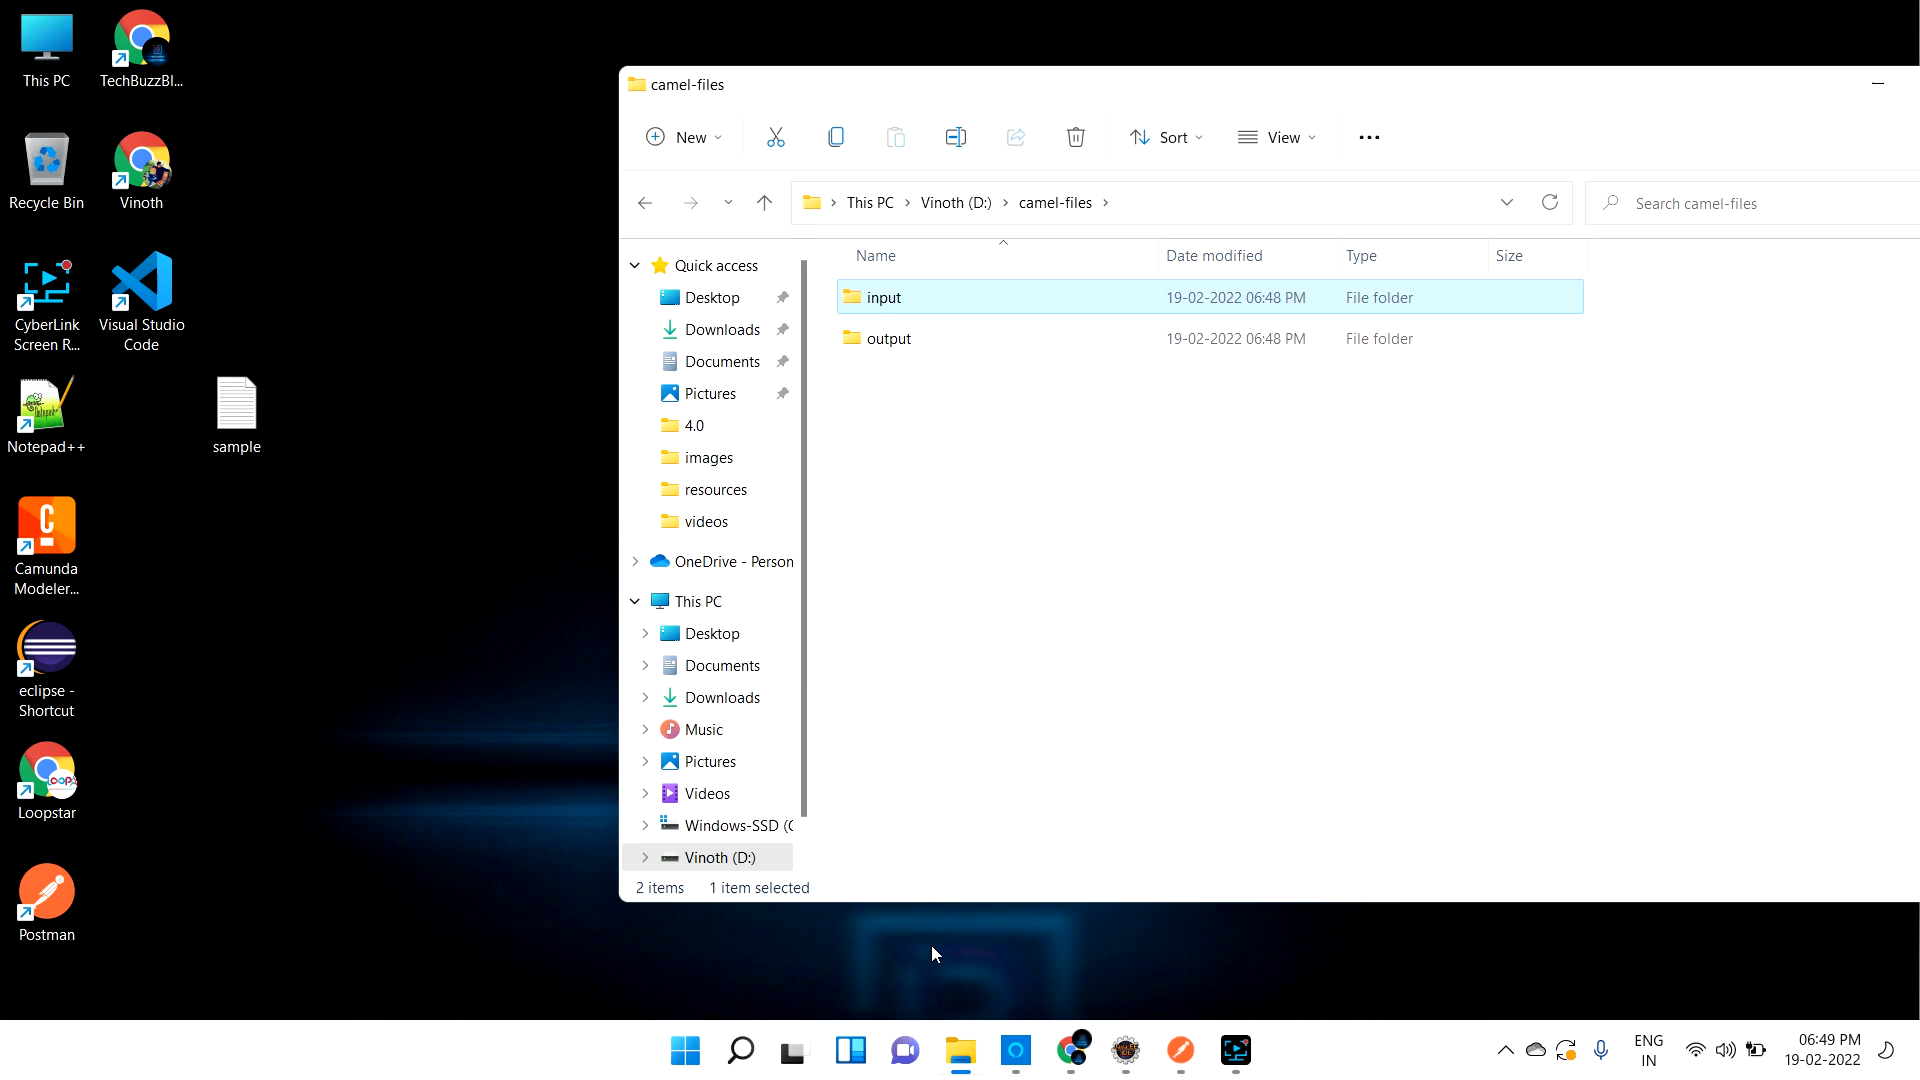 This PC
TechBuzzBl...
Recycle Bin
Vinoth
CyberLink
Screen R...
Visual Studio
Code
Notepad++
sample
Camunda
Modeler...
eclipse -
Shortcut
Loopstar
Postman
camel-files
New
Sort
View
This PC
Vinoth (D:)
camel-files
Search camel-files
Name
Date modified
Type
Size
input
19-02-2022 06:48 PM
File folder
output
19-02-2022 06:48 PM
File folder
Quick access
Desktop
Downloads
Documents
Pictures
4.0
images
resources
videos
OneDrive - Person
This PC
Desktop
Documents
Downloads
Music
Pictures
Videos
Windows-SSD (C
Vinoth (D:)
2 items
1 item selected
ENG
IN
06:49 PM
19-02-2022